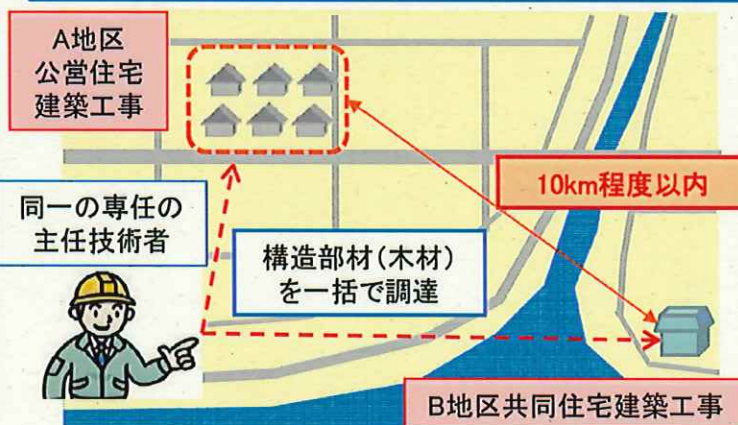 A地区
公営住宅
建築工事
10km程度以内
同一の専任の
主任技術者
構造部材(木材)
を一括で調達
B地区共同住宅建築工事